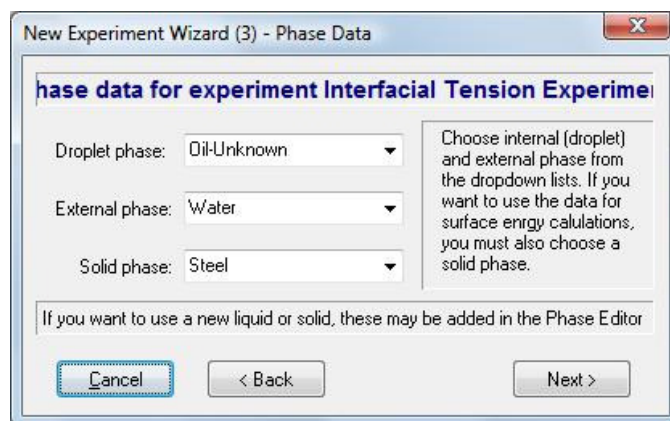 New Experiment Wizard (3) - Phase Data
hase data for experiment Interfacial Tension Experime
Droplet phase: Oil-Unknown
External phase: Water
Solid phase: Steel
Choose internal (droplet)
and external phase from
the dropdown lists. If you
want to use the data for
surface enrgy calulations,
you must also choose a
solid phase.
If you want to use a new liquid or solid, these may be added in the Phase Editor
Cancel < Back Next >